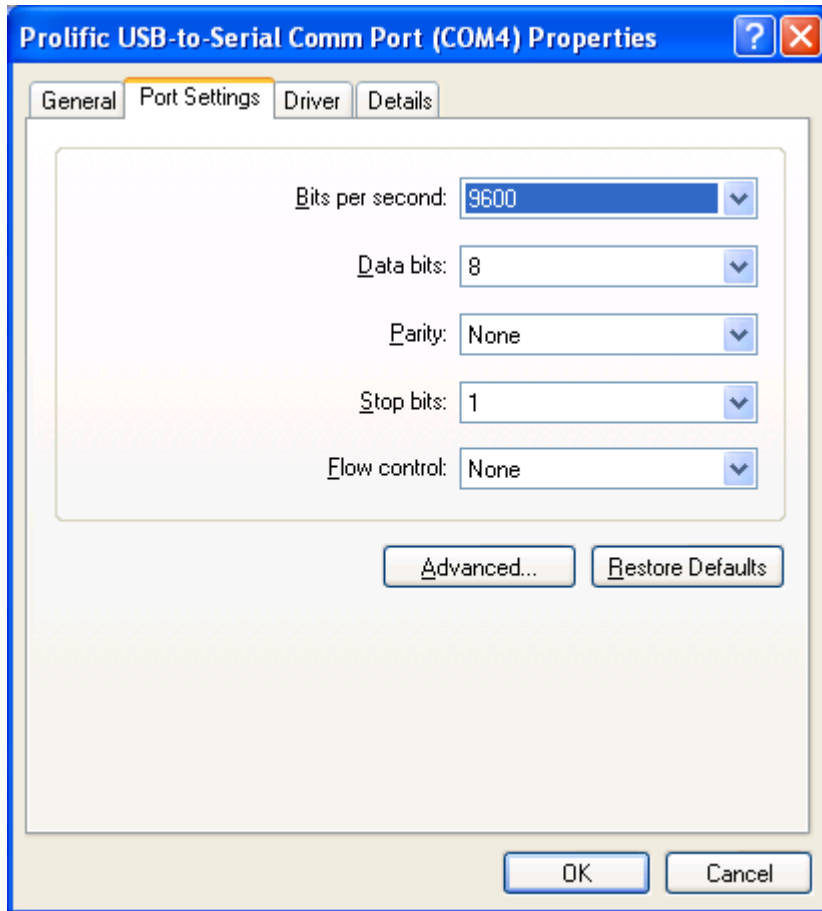 Prolific USB-to-Serial Comm Port (COM4) Properties
General Port Settings Driver Details
Bits per second: 9600
Data bits: 8
Parity: None
Stop bits: 1
Flow control: None
Advanced... Restore Defaults
OK Cancel